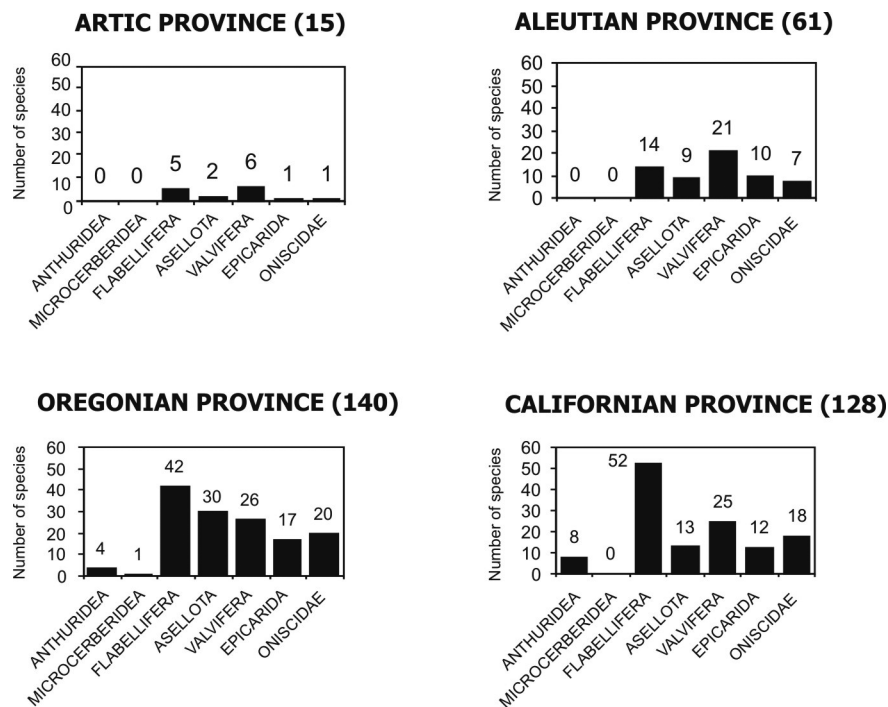 ARTIC PROVINCE (15)
Number of species
60
50
40
30
20
10
0
0 0 5 2 6 1 1
ANTHURIDEA
MICROCERBERIDEA
FLABELLIFERA
ASELLOTA
VALVIFERA
EPICARIDA
ONISCIDAE
ALEUTIAN PROVINCE (61)
Number of species
60
50
40
30
20
10
0
0 0 14 9 21 10 7
ANTHURIDEA
MICROCERBERIDEA
FLABELLIFERA
ASELLOTA
VALVIFERA
EPICARIDA
ONISCIDAE
OREGONIAN PROVINCE (140)
Number of species
60
50
40
30
20
10
0
4 1 42 30 26 17 20
ANTHURIDEA
MICROCERBERIDEA
FLABELLIFERA
ASELLOTA
VALVIFERA
EPICARIDA
ONISCIDAE
CALIFORNIAN PROVINCE (128)
Number of species
60
50
40
30
20
10
0
8 0 52 13 25 12 18
ANTHURIDEA
MICROCERBERIDEA
FLABELLIFERA
ASELLOTA
VALVIFERA
EPICARIDA
ONISCIDAE